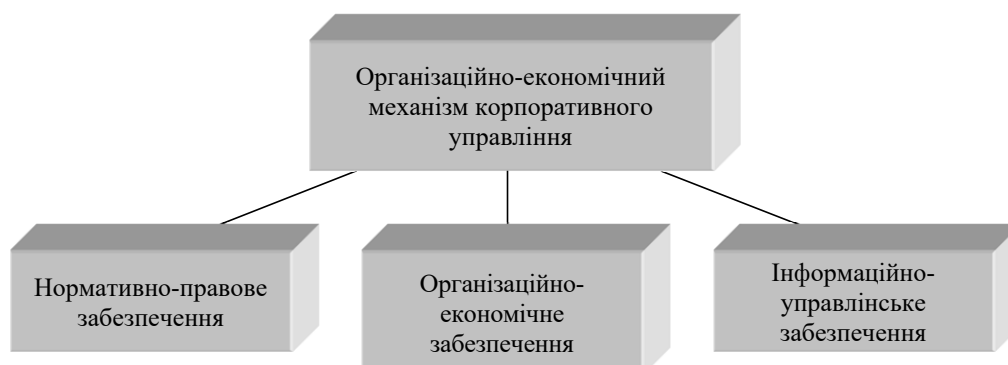 Організаційно-економічний
механізм корпоративного
управління
Нормативно-правове
забезпечення
Організаційно-
економічне
забезпечення
Інформаційно-
управлінське
забезпечення